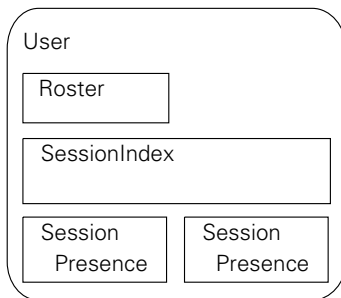 User
Roster
SessionIndex
Session
Presence
Session
Presence